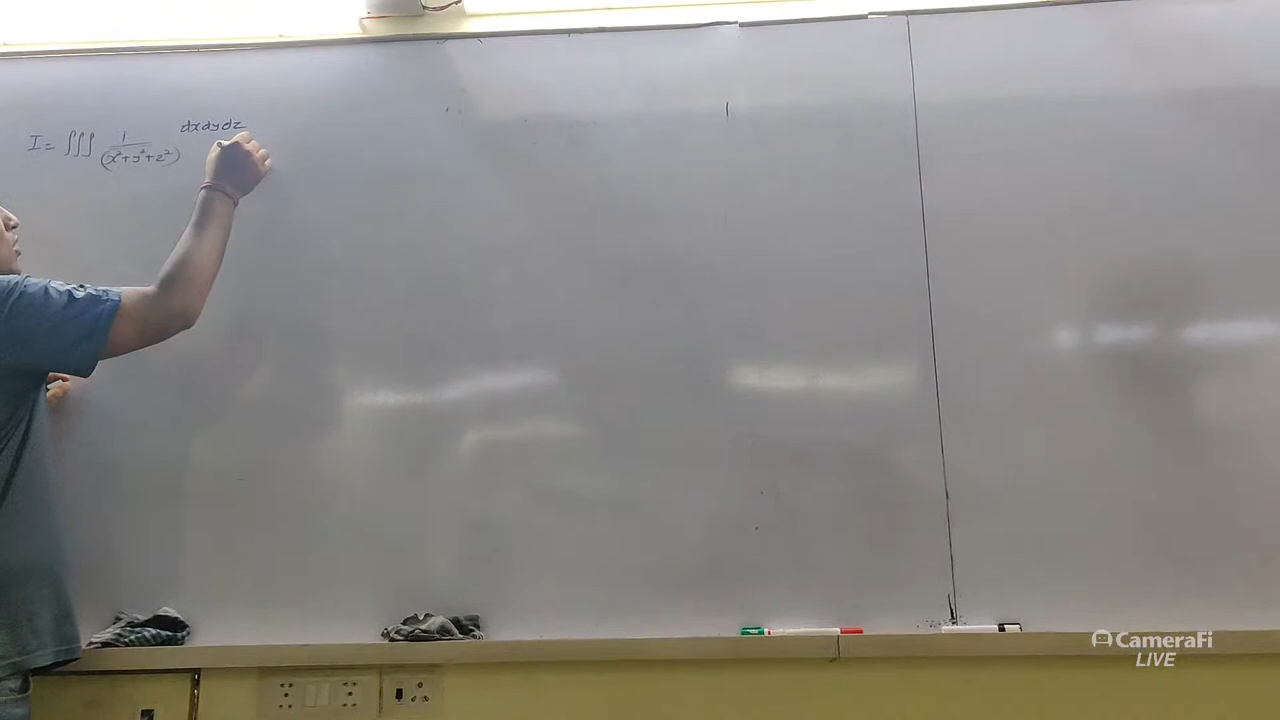 I = ∭ 1/(x²+y²+z²) dxdydz
CameraFi
LIVE